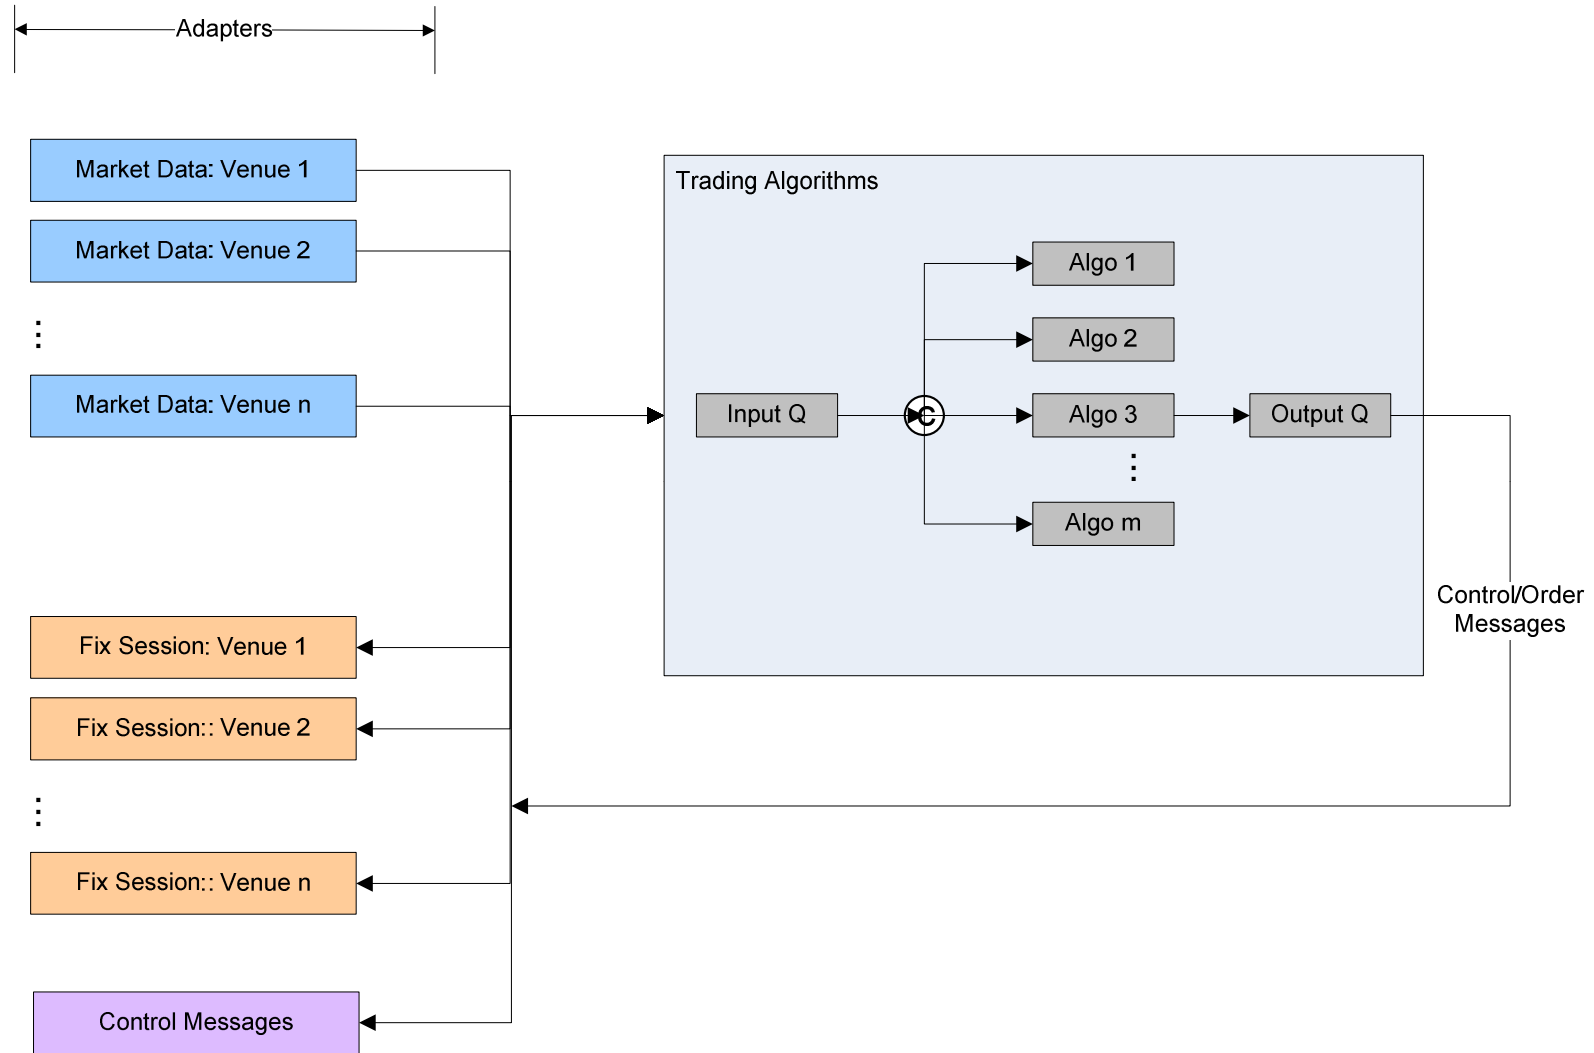 Adapters
Market Data: Venue 1
Market Data: Venue 2
⋮
Market Data: Venue n
Fix Session: Venue 1
Fix Session:: Venue 2
⋮
Fix Session:: Venue n
Control Messages
Trading Algorithms
Input Q
C
Algo 1
Algo 2
Algo 3
⋮
Algo m
Output Q
Control/Order
Messages